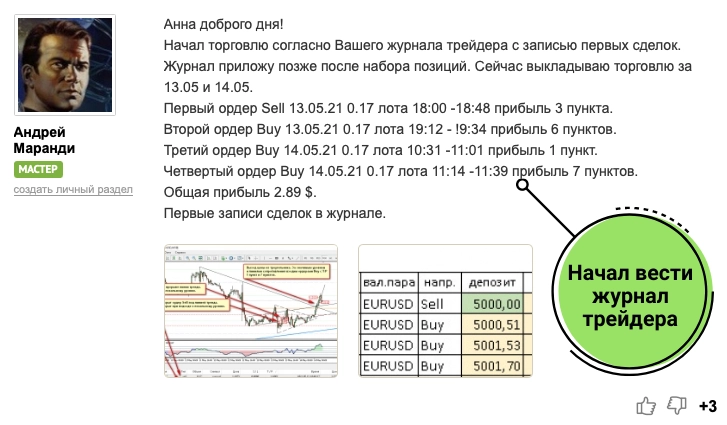 Анна доброго дня!
Начал торговлю согласно Вашего журнала трейдера с записью первых сделок.
Журнал приложу позже после набора позиций. Сейчас выкладываю торговлю за
13.05 и 14.05.
Первый ордер Sell 13.05.21 0.17 лота 18:00 -18:48 прибыль 3 пункта.
Второй ордер Buy 13.05.21 0.17 лота 19:12 - !9:34 прибыль 6 пунктов.
Третий ордер Buy 14.05.21 0.17 лота 10:31 -11:01 прибыль 1 пункт.
Четвертый ордер Buy 14.05.21 0.17 лота 11:14 -11:39 прибыль 7 пунктов.
Общая прибыль 2.89 $.
Первые записи сделок в журнале.
Андрей
Маранди
МАСТЕР
создать личный раздел
вал.пара напр. депозит
EURUSD Sell 5000,00
EURUSD Buy 5000,51
EURUSD Buy 5001,53
EURUSD Buy 5001,70
Начал вести
журнал
трейдера
+3